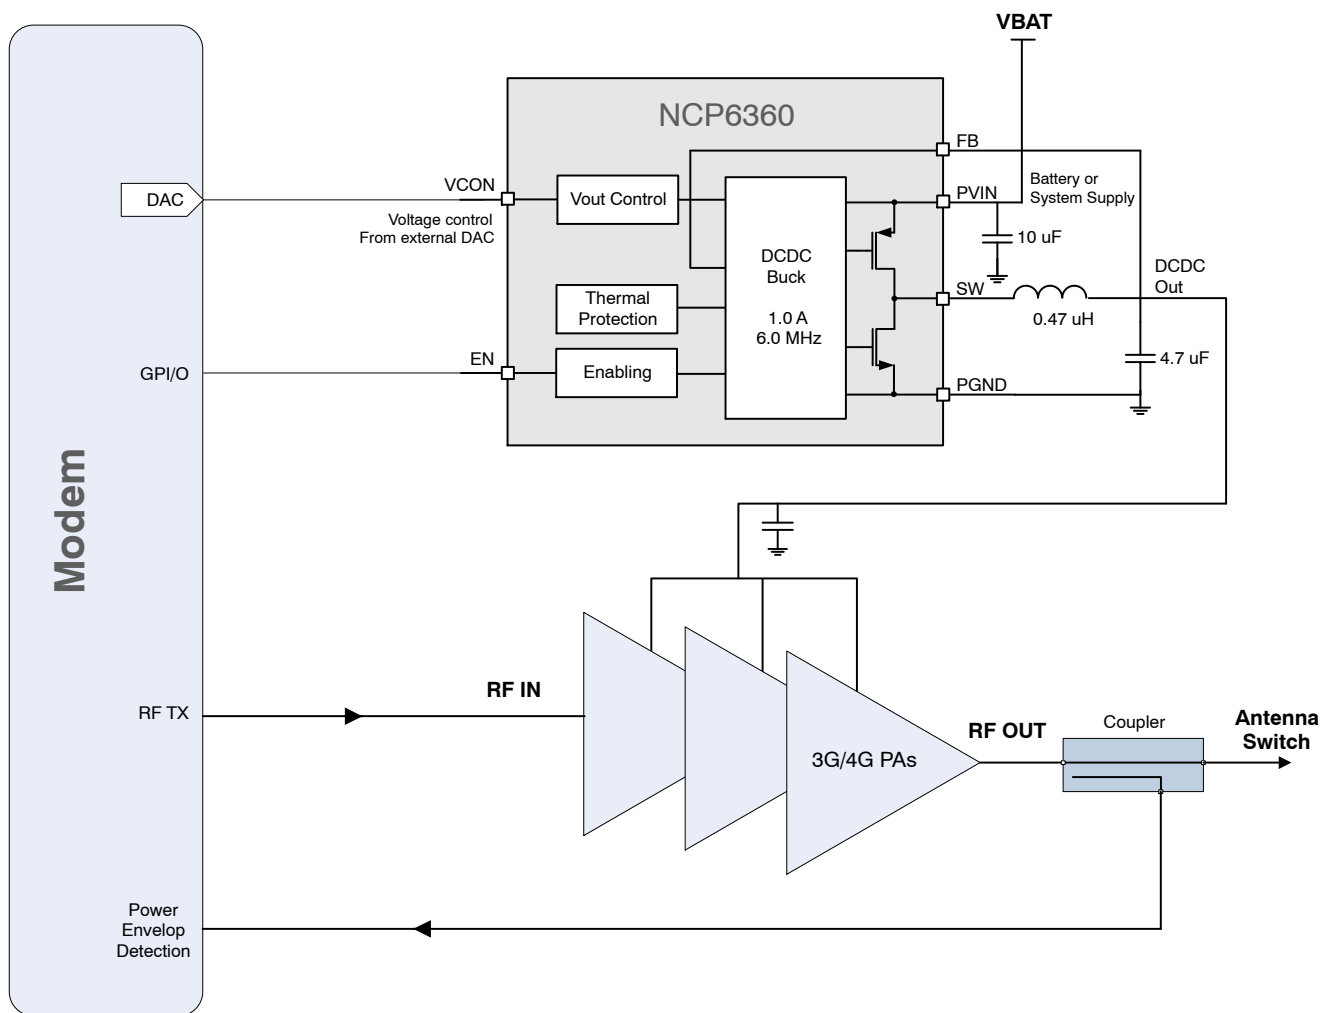 VBAT
NCP6360
FB
DAC
VCON
Vout Control
PVIN
Battery or
System Supply
Voltage control
From external DAC
10 uF
DCDC
Buck
1.0 A
6.0 MHz
Thermal
Protection
SW
0.47 uH
DCDC
Out
GPI/O
EN
Enabling
4.7 uF
PGND
Modem
RF TX
RF IN
3G/4G PAs
RF OUT
Coupler
Antenna
Switch
Power
Envelop
Detection